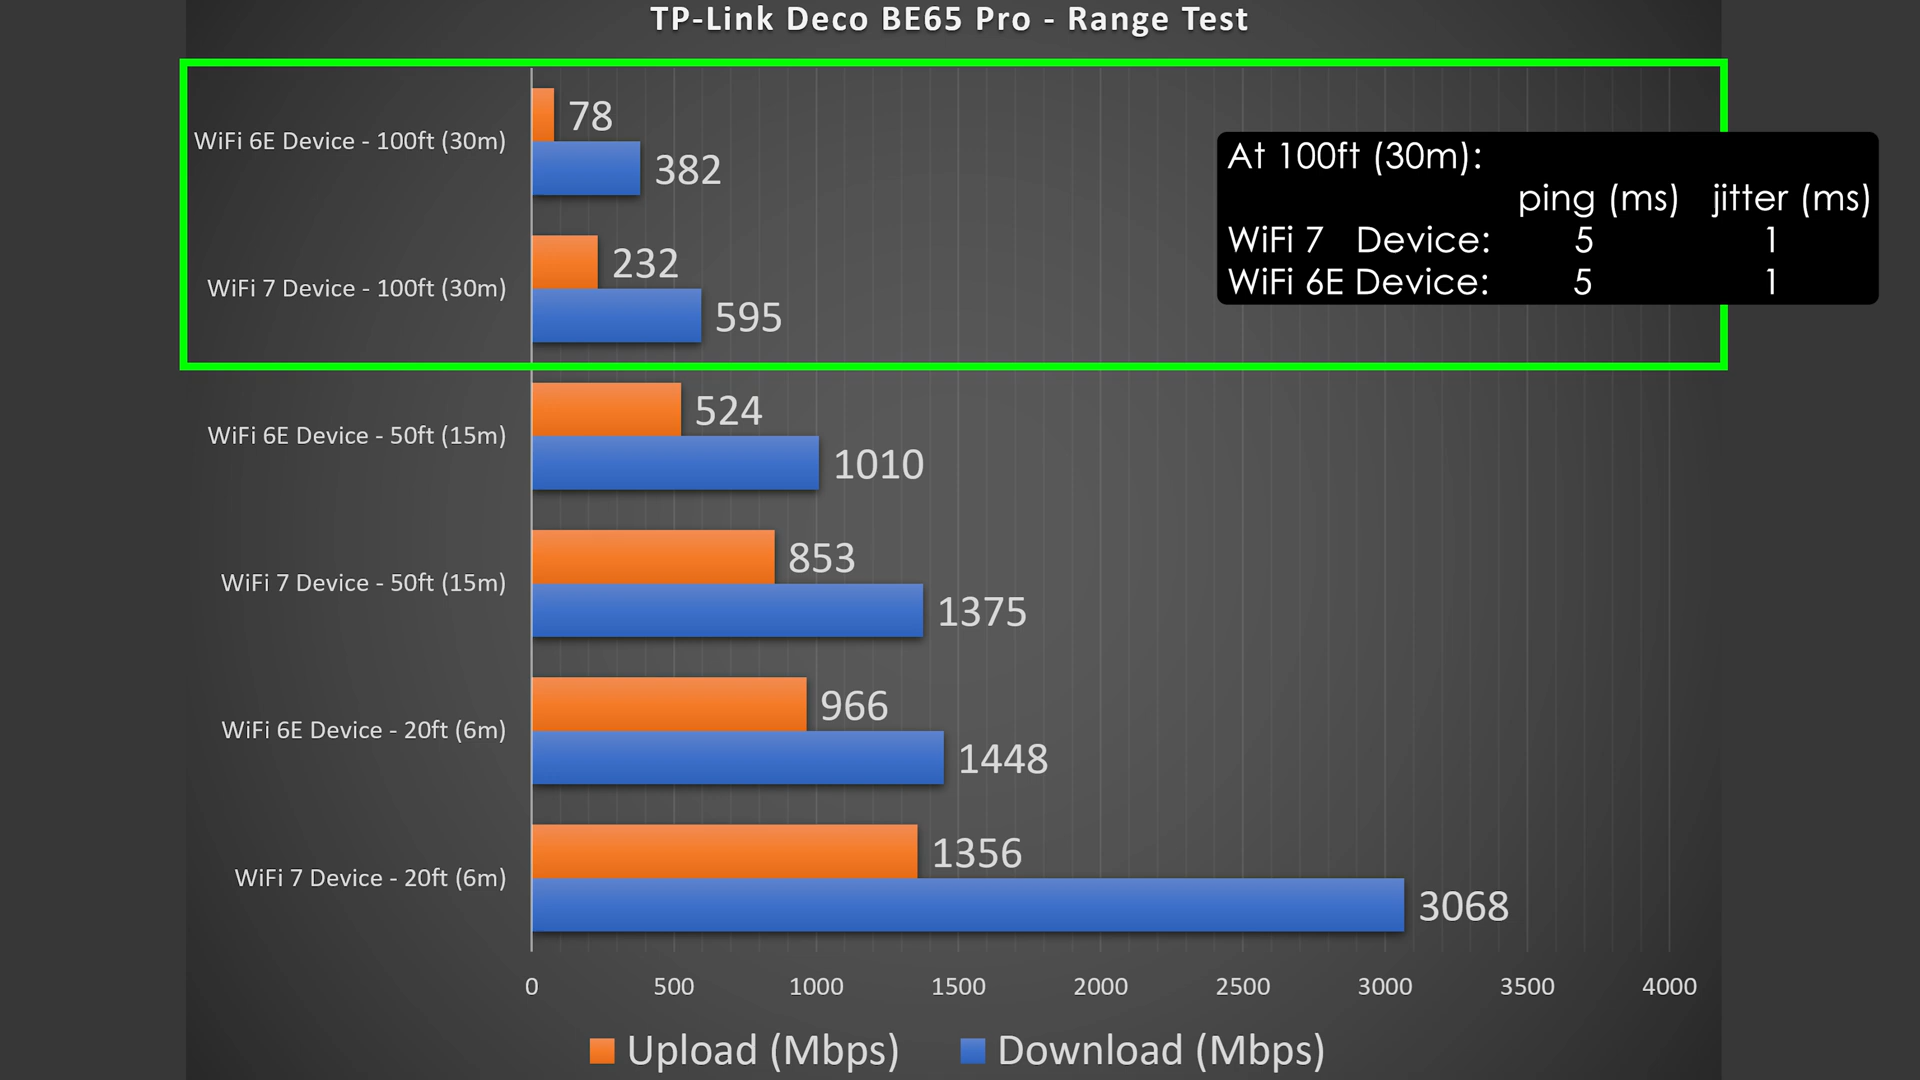 TP-Link Deco BE65 Pro - Range Test
WiFi 6E Device - 100ft (30m)
78
382
WiFi 7 Device - 100ft (30m)
232
595
At 100ft (30m):
ping (ms) jitter (ms)
WiFi 7 Device: 5 1
WiFi 6E Device: 5 1
WiFi 6E Device - 50ft (15m)
524
1010
WiFi 7 Device - 50ft (15m)
853
1375
WiFi 6E Device - 20ft (6m)
966
1448
WiFi 7 Device - 20ft (6m)
1356
3068
0 500 1000 1500 2000 2500 3000 3500 4000
Upload (Mbps) Download (Mbps)